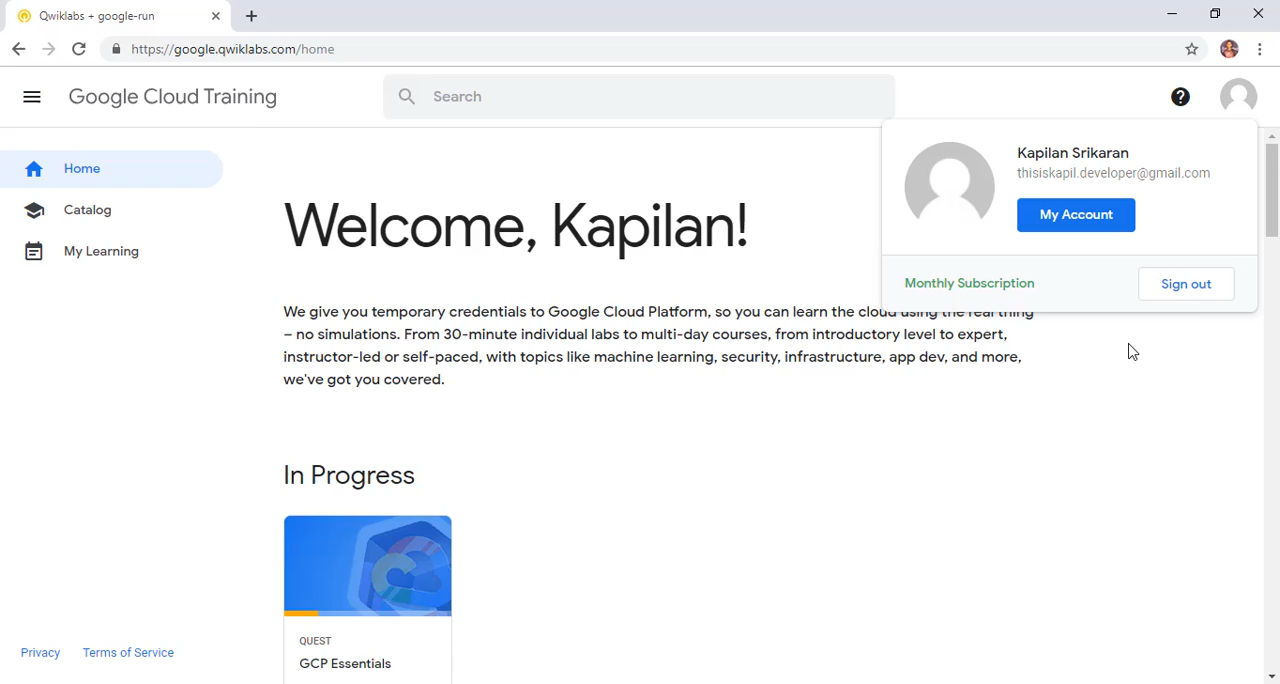 Qwiklabs + google-run
https://google.qwiklabs.com/home
Google Cloud Training
Search
Kapilan Srikaran
thisiskapil.developer@gmail.com
My Account
Monthly Subscription
Sign out
Home
Catalog
My Learning
Welcome, Kapilan!
We give you temporary credentials to Google Cloud Platform, so you can learn the cloud using the real thing
– no simulations. From 30-minute individual labs to multi-day courses, from introductory level to expert,
instructor-led or self-paced, with topics like machine learning, security, infrastructure, app dev, and more,
we've got you covered.
In Progress
QUEST
GCP Essentials
Privacy
Terms of Service